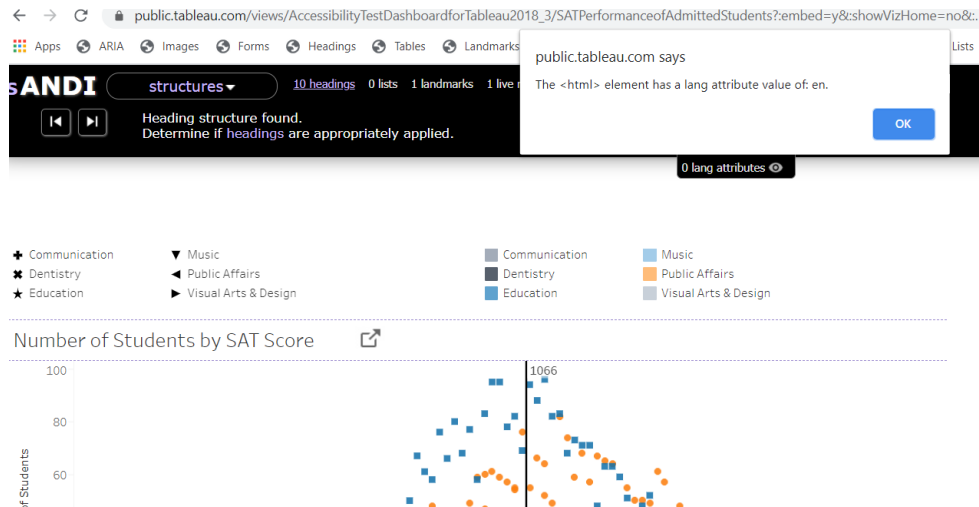 public.tableau.com/views/AccessibilityTestDashboardforTableau2018_3/SATPerformanceofAdmittedStudents?:embed=y&:showVizHome=no&:..
Apps ARIA Images Forms Headings Tables Landmarks Lists
public.tableau.com says
The <html> element has a lang attribute value of: en.
OK
sANDI structures 10 headings 0 lists 1 landmarks 1 live r
Heading structure found.
Determine if headings are appropriately applied.
0 lang attributes
Communication Music Communication Music
Dentistry Public Affairs Dentistry Public Affairs
Education Visual Arts & Design Education Visual Arts & Design
Number of Students by SAT Score
100 1066
80
60
of Students